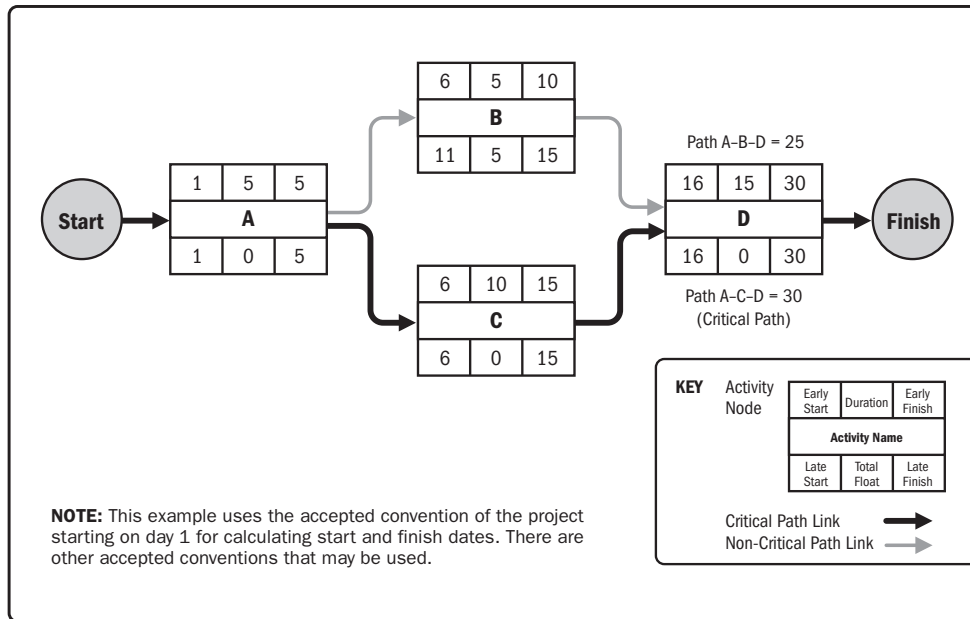 6 5 10
B
11 5 15
Path A–B–D = 25
Start
1 5 5
A
1 0 5
16 15 30
D
16 0 30
Finish
6 10 15
C
6 0 15
Path A–C–D = 30
(Critical Path)
KEY Activity
Node
Early
Start
Duration
Early
Finish
Activity Name
Late
Start
Total
Float
Late
Finish
Critical Path Link
Non-Critical Path Link
NOTE: This example uses the accepted convention of the project
starting on day 1 for calculating start and finish dates. There are
other accepted conventions that may be used.